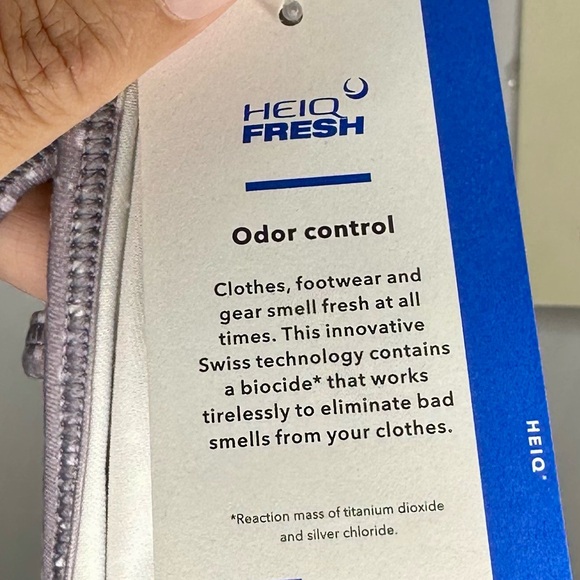 HEIQ
FRESH
Odor control
Clothes, footwear and
gear smell fresh at all
times. This innovative
Swiss technology contains
a biocide* that works
tirelessly to eliminate bad
smells from your clothes.
*Reaction mass of titanium dioxide
and silver chloride.
HEIQ®